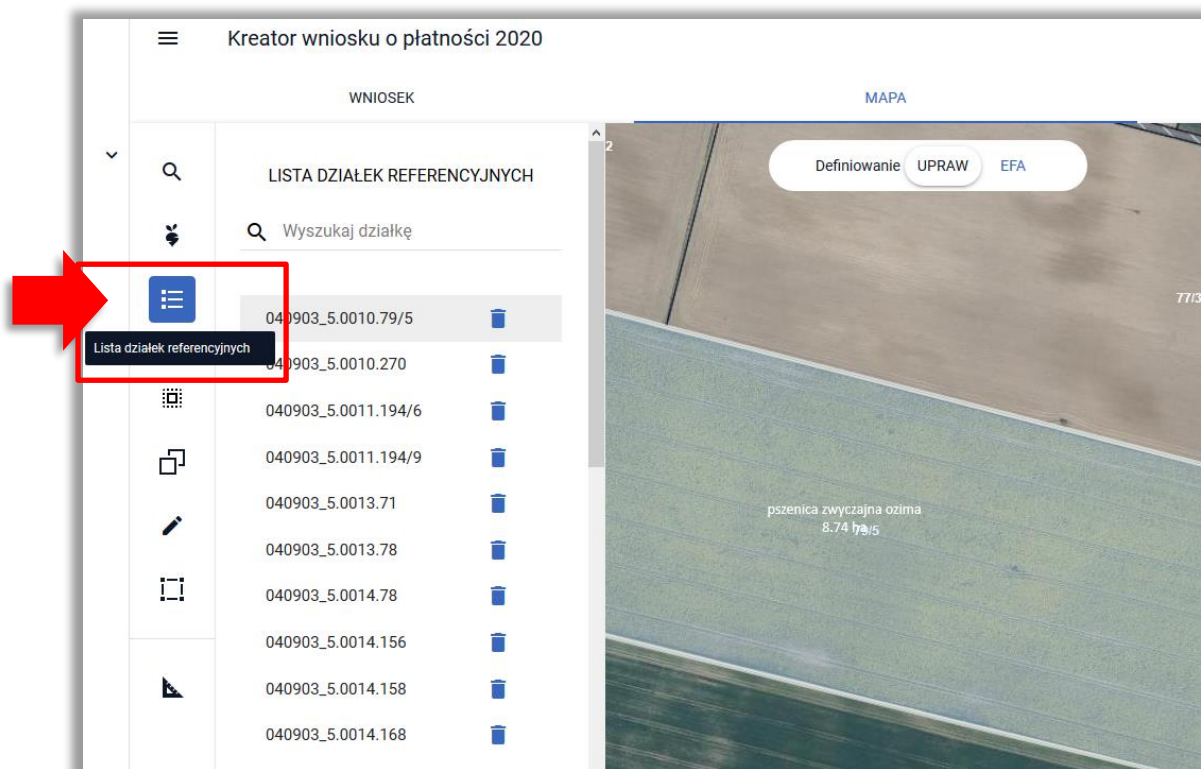 Kreator wniosku o płatności 2020
WNIOSEK
MAPA
LISTA DZIAŁEK REFERENCYJNYCH
Wyszukaj działkę
Lista działek referencyjnych
040903_5.0010.79/5
040903_5.0010.270
040903_5.0011.194/6
040903_5.0011.194/9
040903_5.0013.71
040903_5.0013.78
040903_5.0014.78
040903_5.0014.156
040903_5.0014.158
040903_5.0014.168
2
Definiowanie UPRAW EFA
77/3
pszenica zwyczajna ozima
8.74 ha
79/5